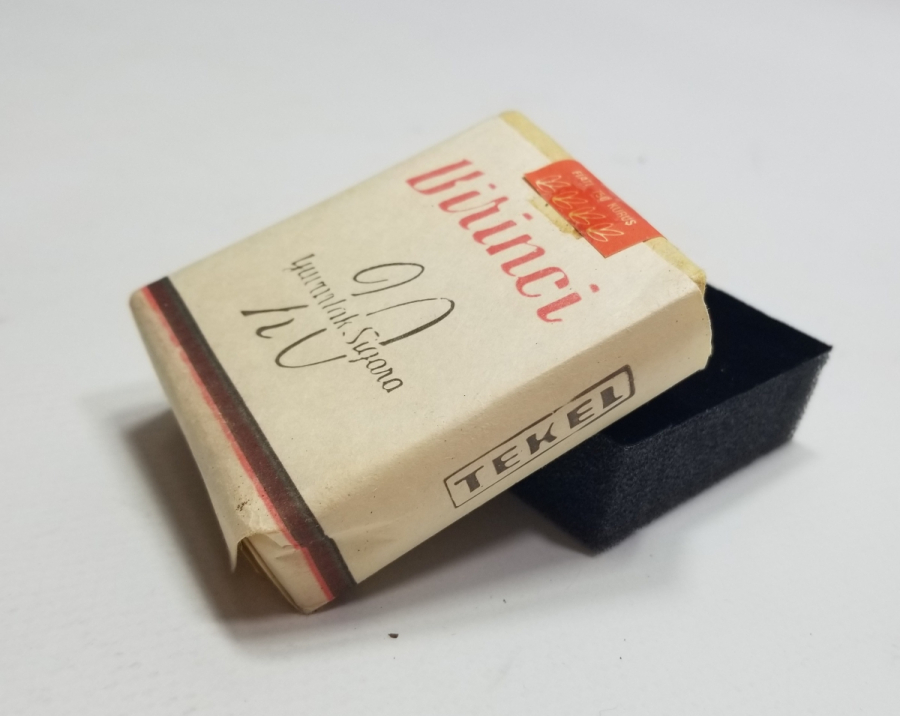 Birinci
20
Yuvarlak Sigara
TEKEL